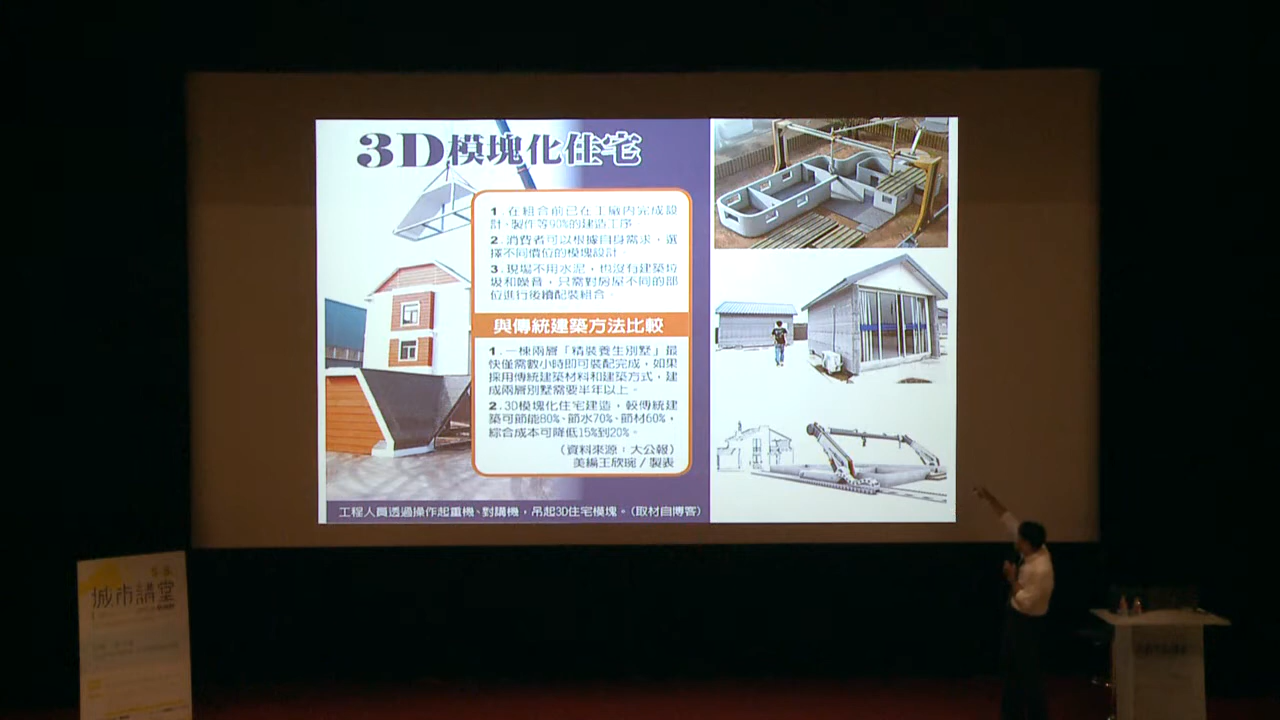 3D模塊化住宅
1.在組合前已在工廠內完成設
計、製作等90%的建造工序
2.消費者可以根據自身需求，選
擇不同價位的模塊設計
3.現場不用水泥，也沒有建築垃
圾和噪音，只需對房屋不同的部
位進行後續配裝組合。
與傳統建築方法比較
1.一棟兩層「精裝養生別墅」最
快僅需數小時即可裝配完成，如果
採用傳統建築材料和建築方式，建
成兩層別墅需要半年以上。
2.3D模塊化住宅建造，較傳統建
築可節能80%、節水70%、節材60%，
綜合成本可降低15%到20%。
（資料來源：大公報）
美編王欣琬／製表
工程人員透過操作起重機、對講機，吊起3D住宅模塊。（取材自博客）
城市講堂